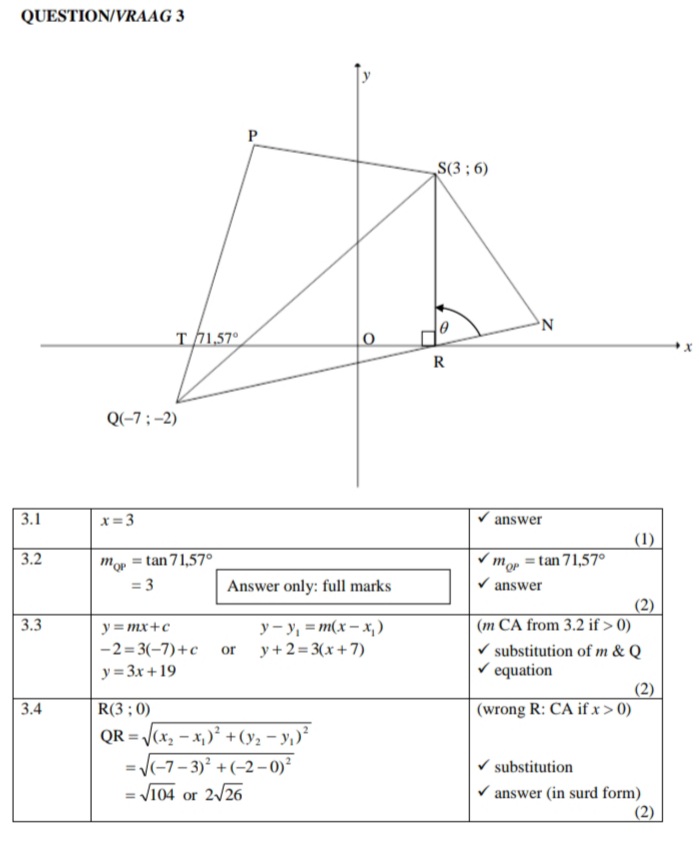 QUESTION/VRAAG 3
y
P
S(3 ; 6)
θ
N
T 71,57°
O
x
R
Q(–7 ; –2)
3.1 x = 3 ✓ answer
(1)
3.2 m_QP = tan 71,57° ✓ m_QP = tan 71,57°
= 3 Answer only: full marks ✓ answer
(2)
3.3 y = mx + c y – y₁ = m(x – x₁) (m CA from 3.2 if > 0)
–2 = 3(–7) + c or y + 2 = 3(x + 7) ✓ substitution of m & Q
y = 3x + 19 ✓ equation
(2)
3.4 R(3 ; 0) (wrong R: CA if x > 0)
QR = √((x₂ – x₁)² + (y₂ – y₁)²)
= √((–7 – 3)² + (–2 – 0)²) ✓ substitution
= √104 or 2√26 ✓ answer (in surd form)
(2)